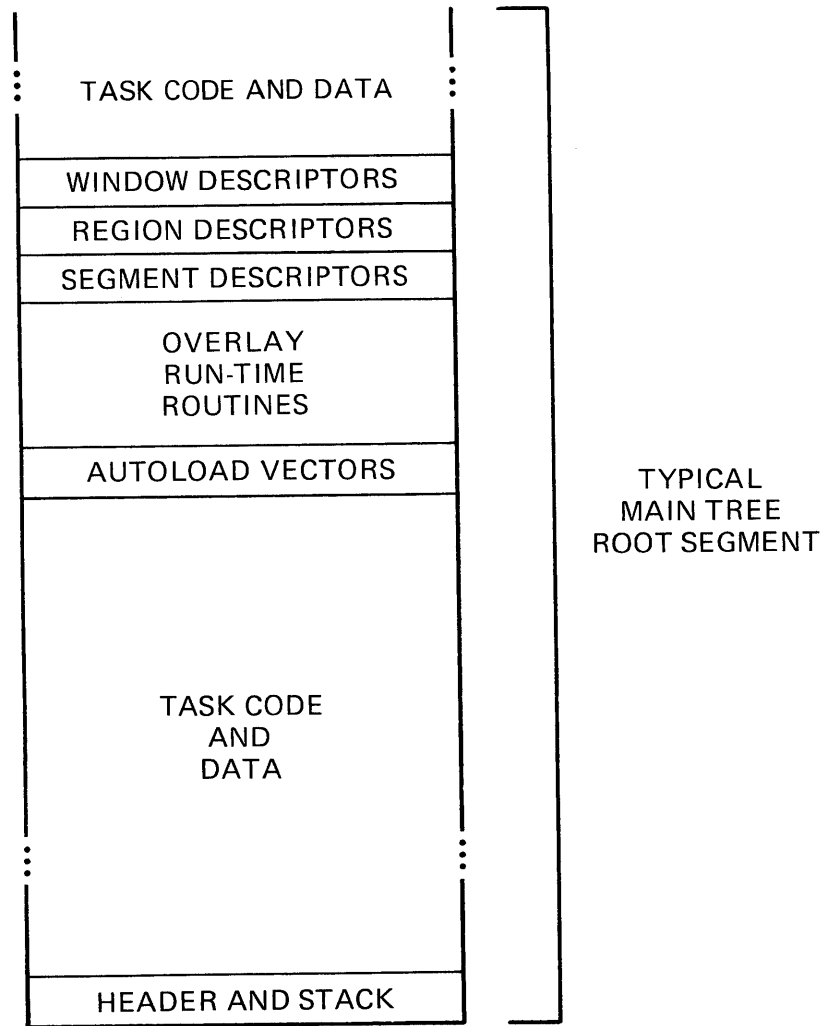 TASK CODE AND DATA
WINDOW DESCRIPTORS
REGION DESCRIPTORS
SEGMENT DESCRIPTORS
OVERLAY
RUN-TIME
ROUTINES
AUTOLOAD VECTORS
TYPICAL
MAIN TREE
ROOT SEGMENT
TASK CODE
AND
DATA
HEADER AND STACK